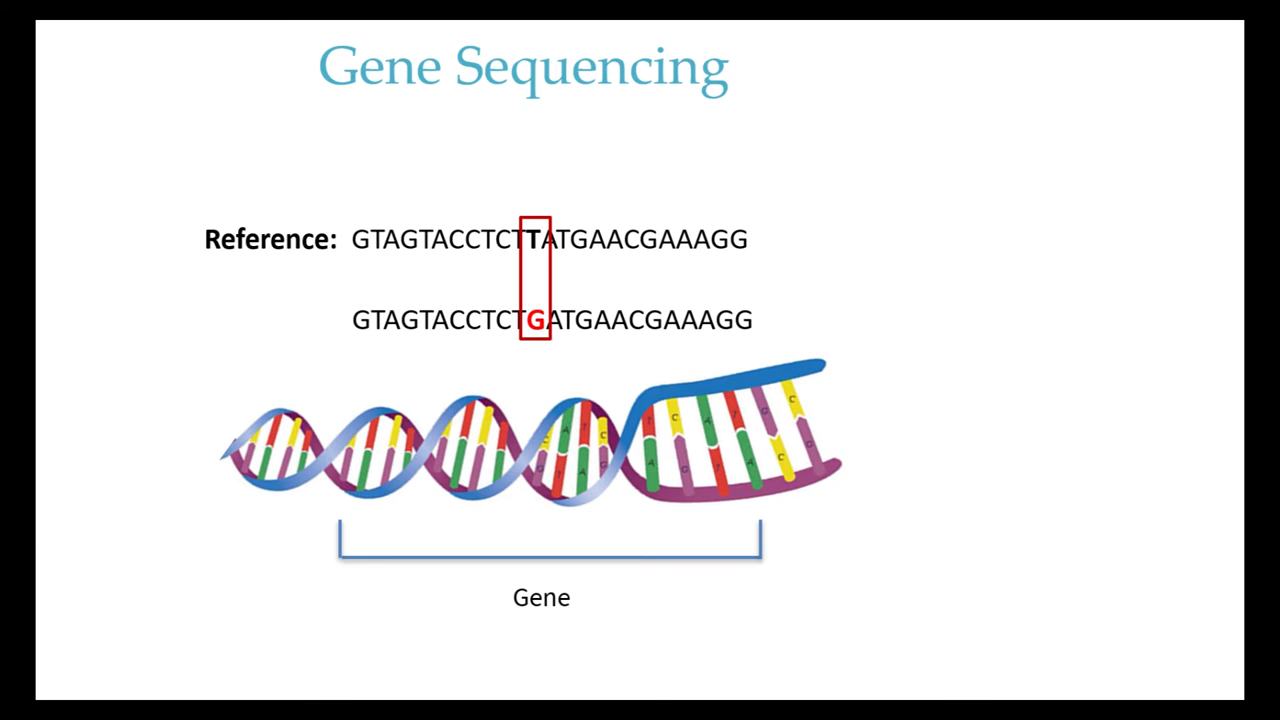 Gene Sequencing
Reference: GTAGTACCTCTTATGAACGAAAGG
GTAGTACCTCTGATGAACGAAAGG
C A T C T C A T G C
G T A G A G T A C G
Gene